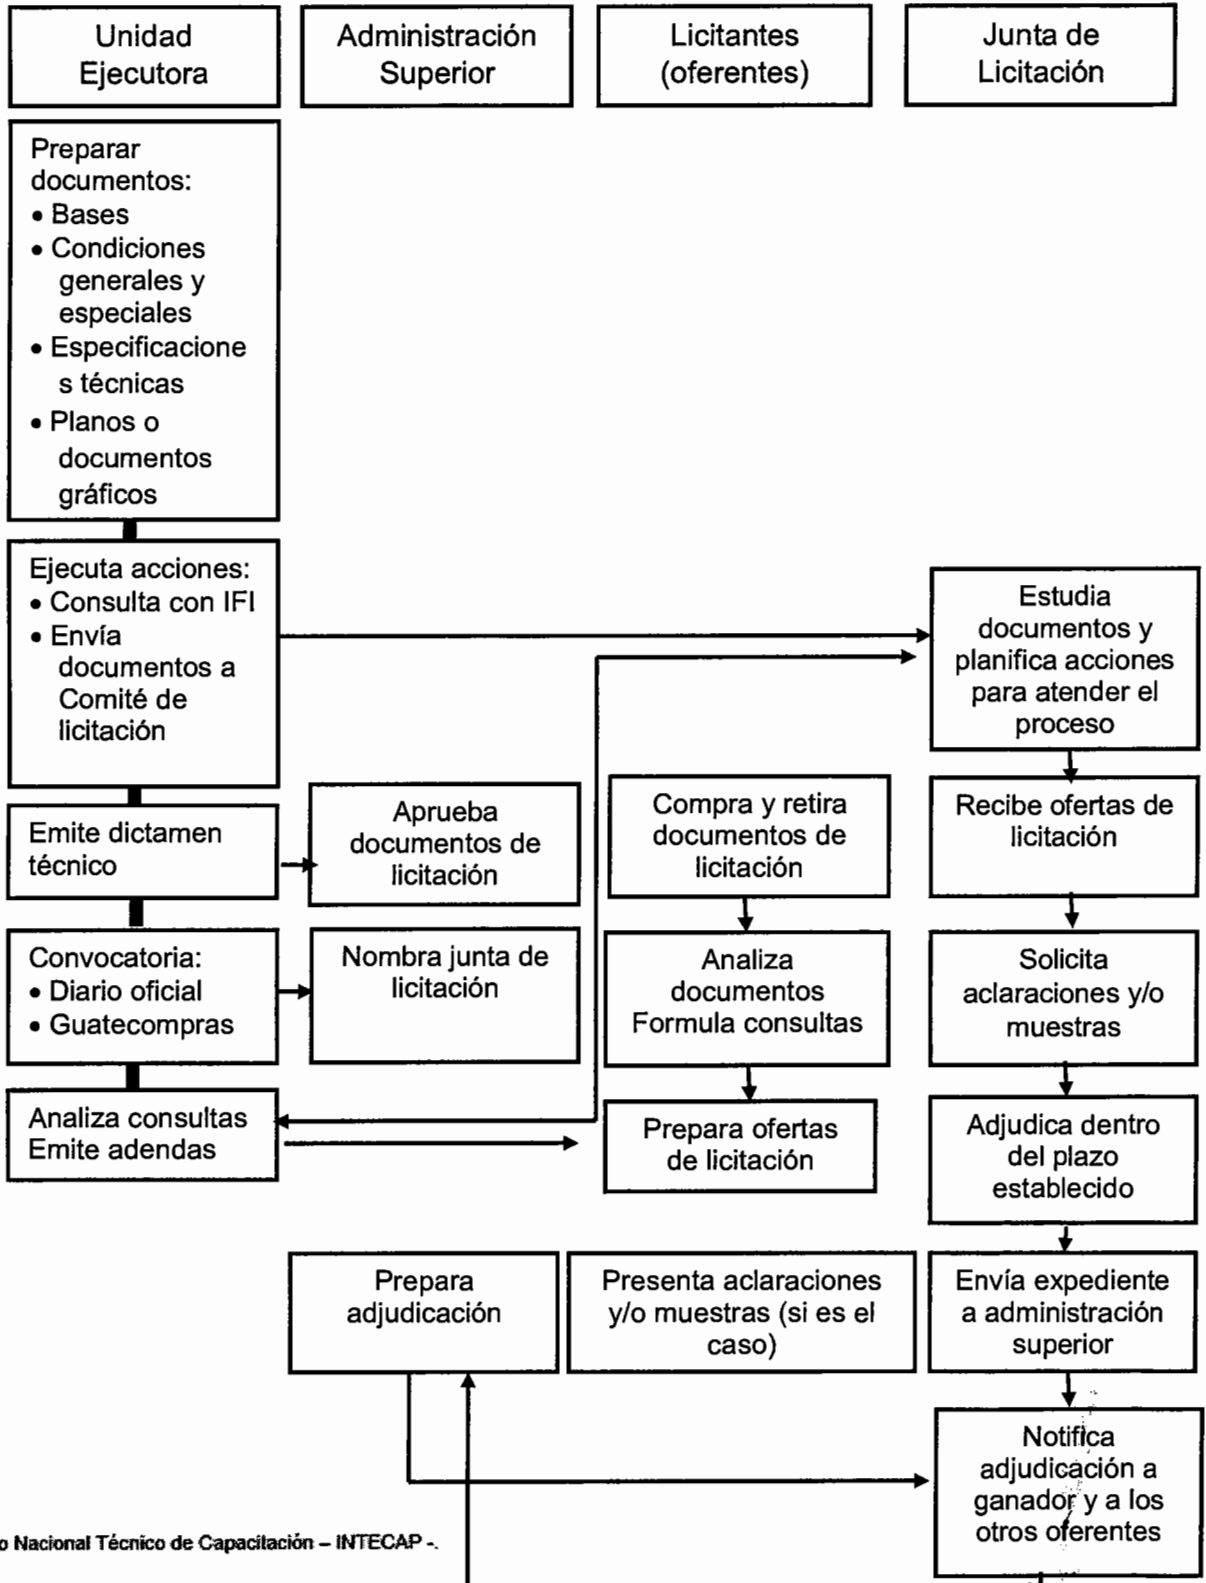 Unidad
Ejecutora
Administración
Superior
Licitantes
(oferentes)
Junta de
Licitación
Preparar
documentos:
• Bases
• Condiciones
generales y
especiales
• Especificacione
s técnicas
• Planos o
documentos
gráficos
Ejecuta acciones:
• Consulta con IFI
• Envía
documentos a
Comité de
licitación
Estudia
documentos y
planifica acciones
para atender el
proceso
Emite dictamen
técnico
Aprueba
documentos de
licitación
Compra y retira
documentos de
licitación
Recibe ofertas de
licitación
Convocatoria:
• Diario oficial
• Guatecompras
Nombra junta de
licitación
Analiza
documentos
Formula consultas
Solicita
aclaraciones y/o
muestras
Analiza consultas
Emite adendas
Prepara ofertas
de licitación
Adjudica dentro
del plazo
establecido
Prepara
adjudicación
Presenta aclaraciones
y/o muestras (si es el
caso)
Envía expediente
a administración
superior
Notifica
adjudicación a
ganador y a los
otros oferentes
o Nacional Técnico de Capacitación – INTECAP -.